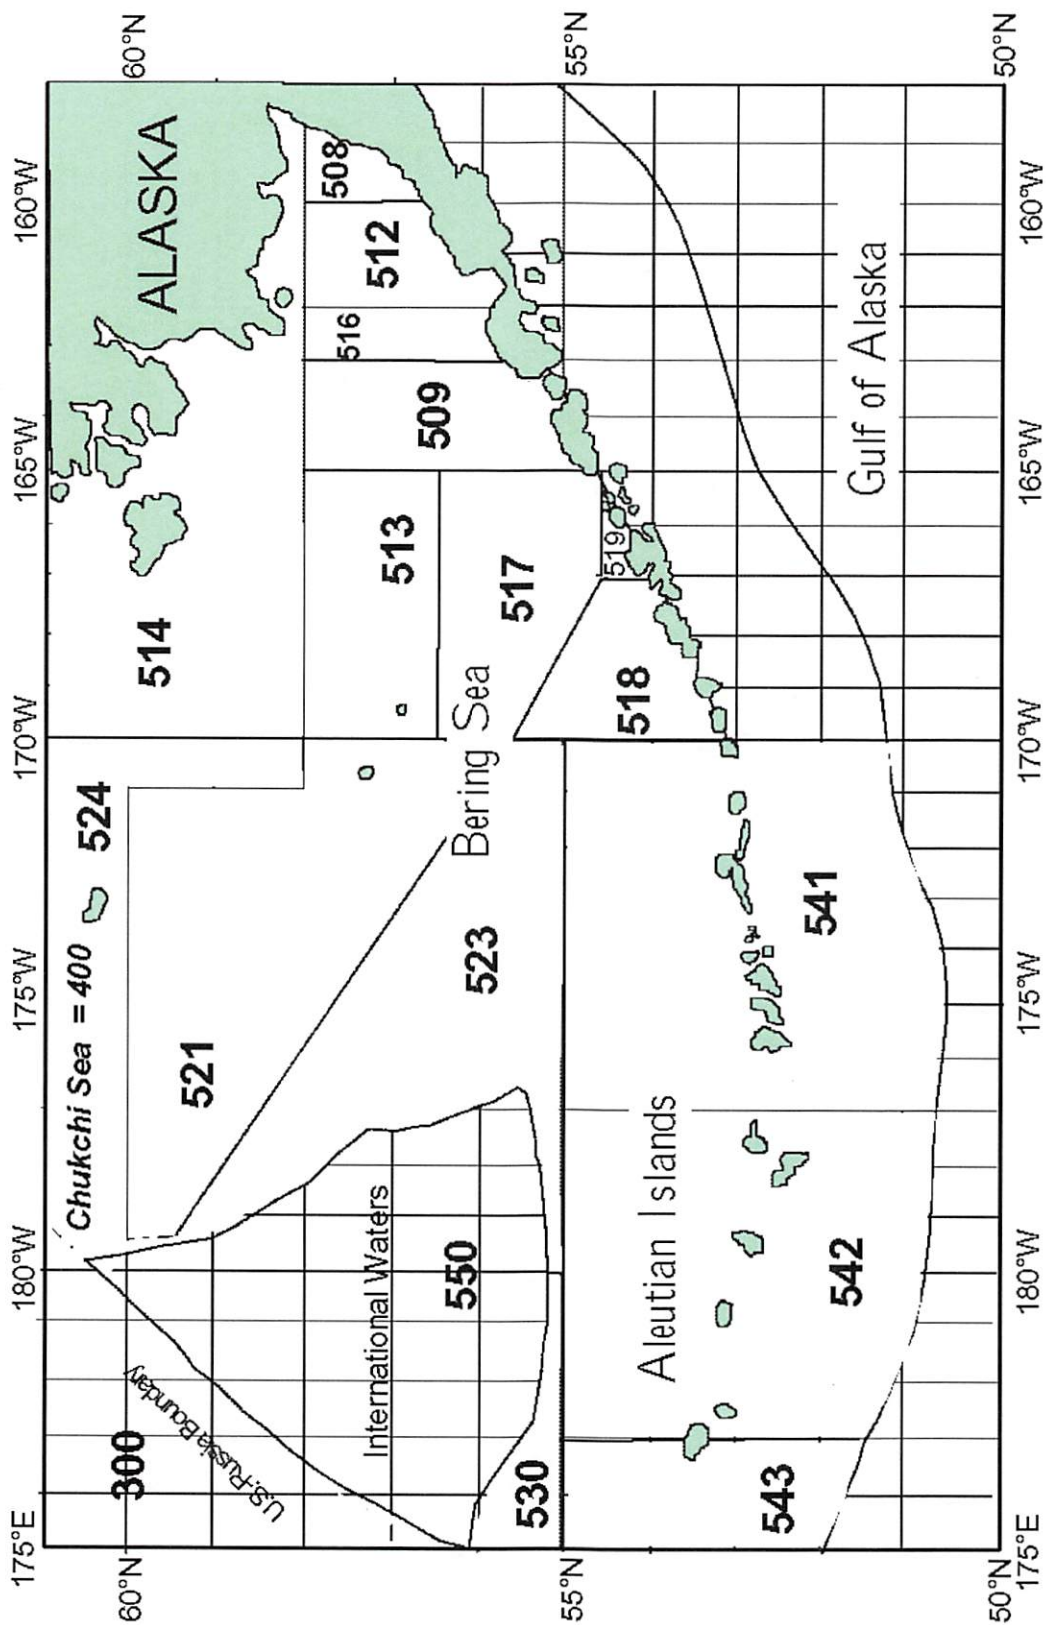 175°E
180°W
175°W
170°W
165°W
160°W
60°N
60°N
Chukchi Sea = 400
524
ALASKA
300
U.S.-Russia Boundary
521
514
508
512
516
509
513
International Waters
550
523
Bering Sea
517
530
519
518
55°N
55°N
Aleutian Islands
541
542
543
Gulf of Alaska
50°N
50°N
175°E
180°W
175°W
170°W
165°W
160°W